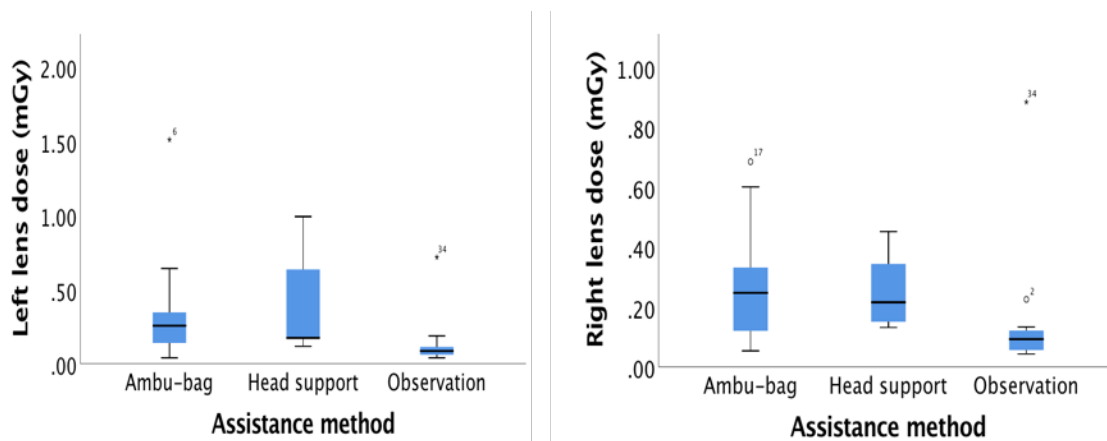 Left lens dose (mGy)
2.00
1.50
1.00
.50
.00
*6
*34
Ambu-bag Head support Observation
Assistance method
Right lens dose (mGy)
1.00
.80
.60
.40
.20
.00
o17
*34
o2
Ambu-bag Head support Observation
Assistance method